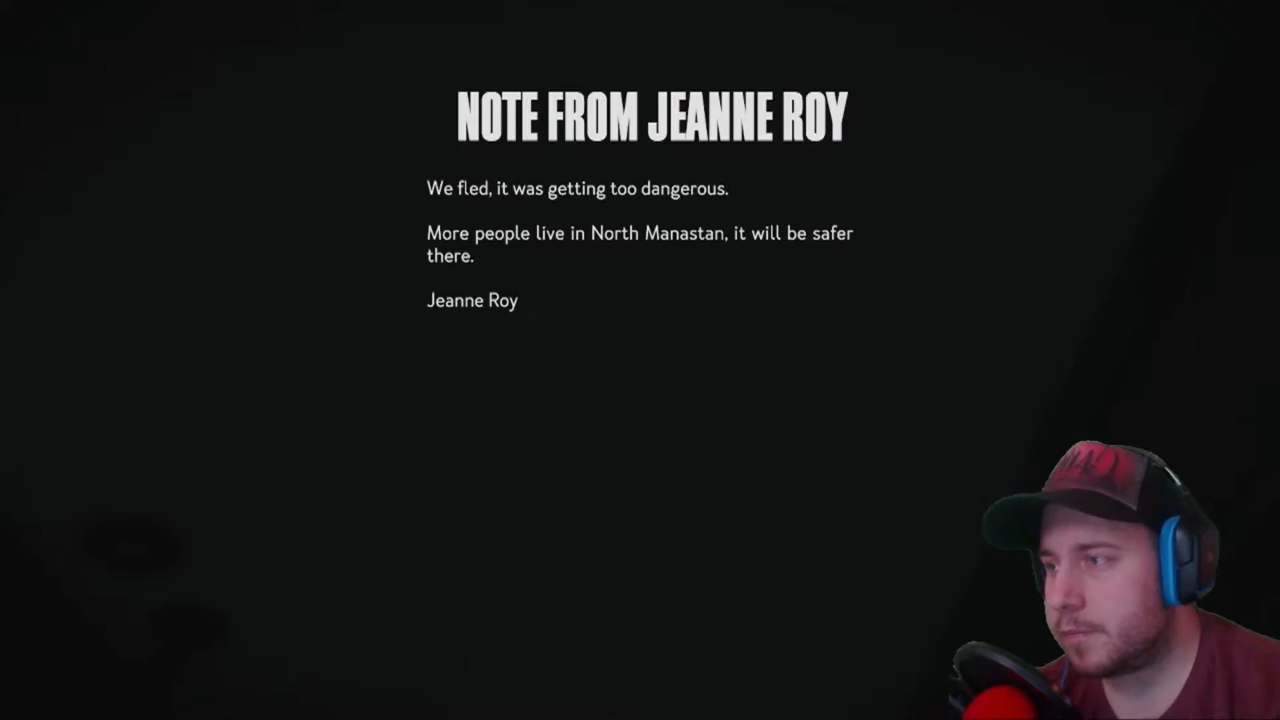 NOTE FROM JEANNE ROY
We fled, it was getting too dangerous.
More people live in North Manastan, it will be safer
there.
Jeanne Roy